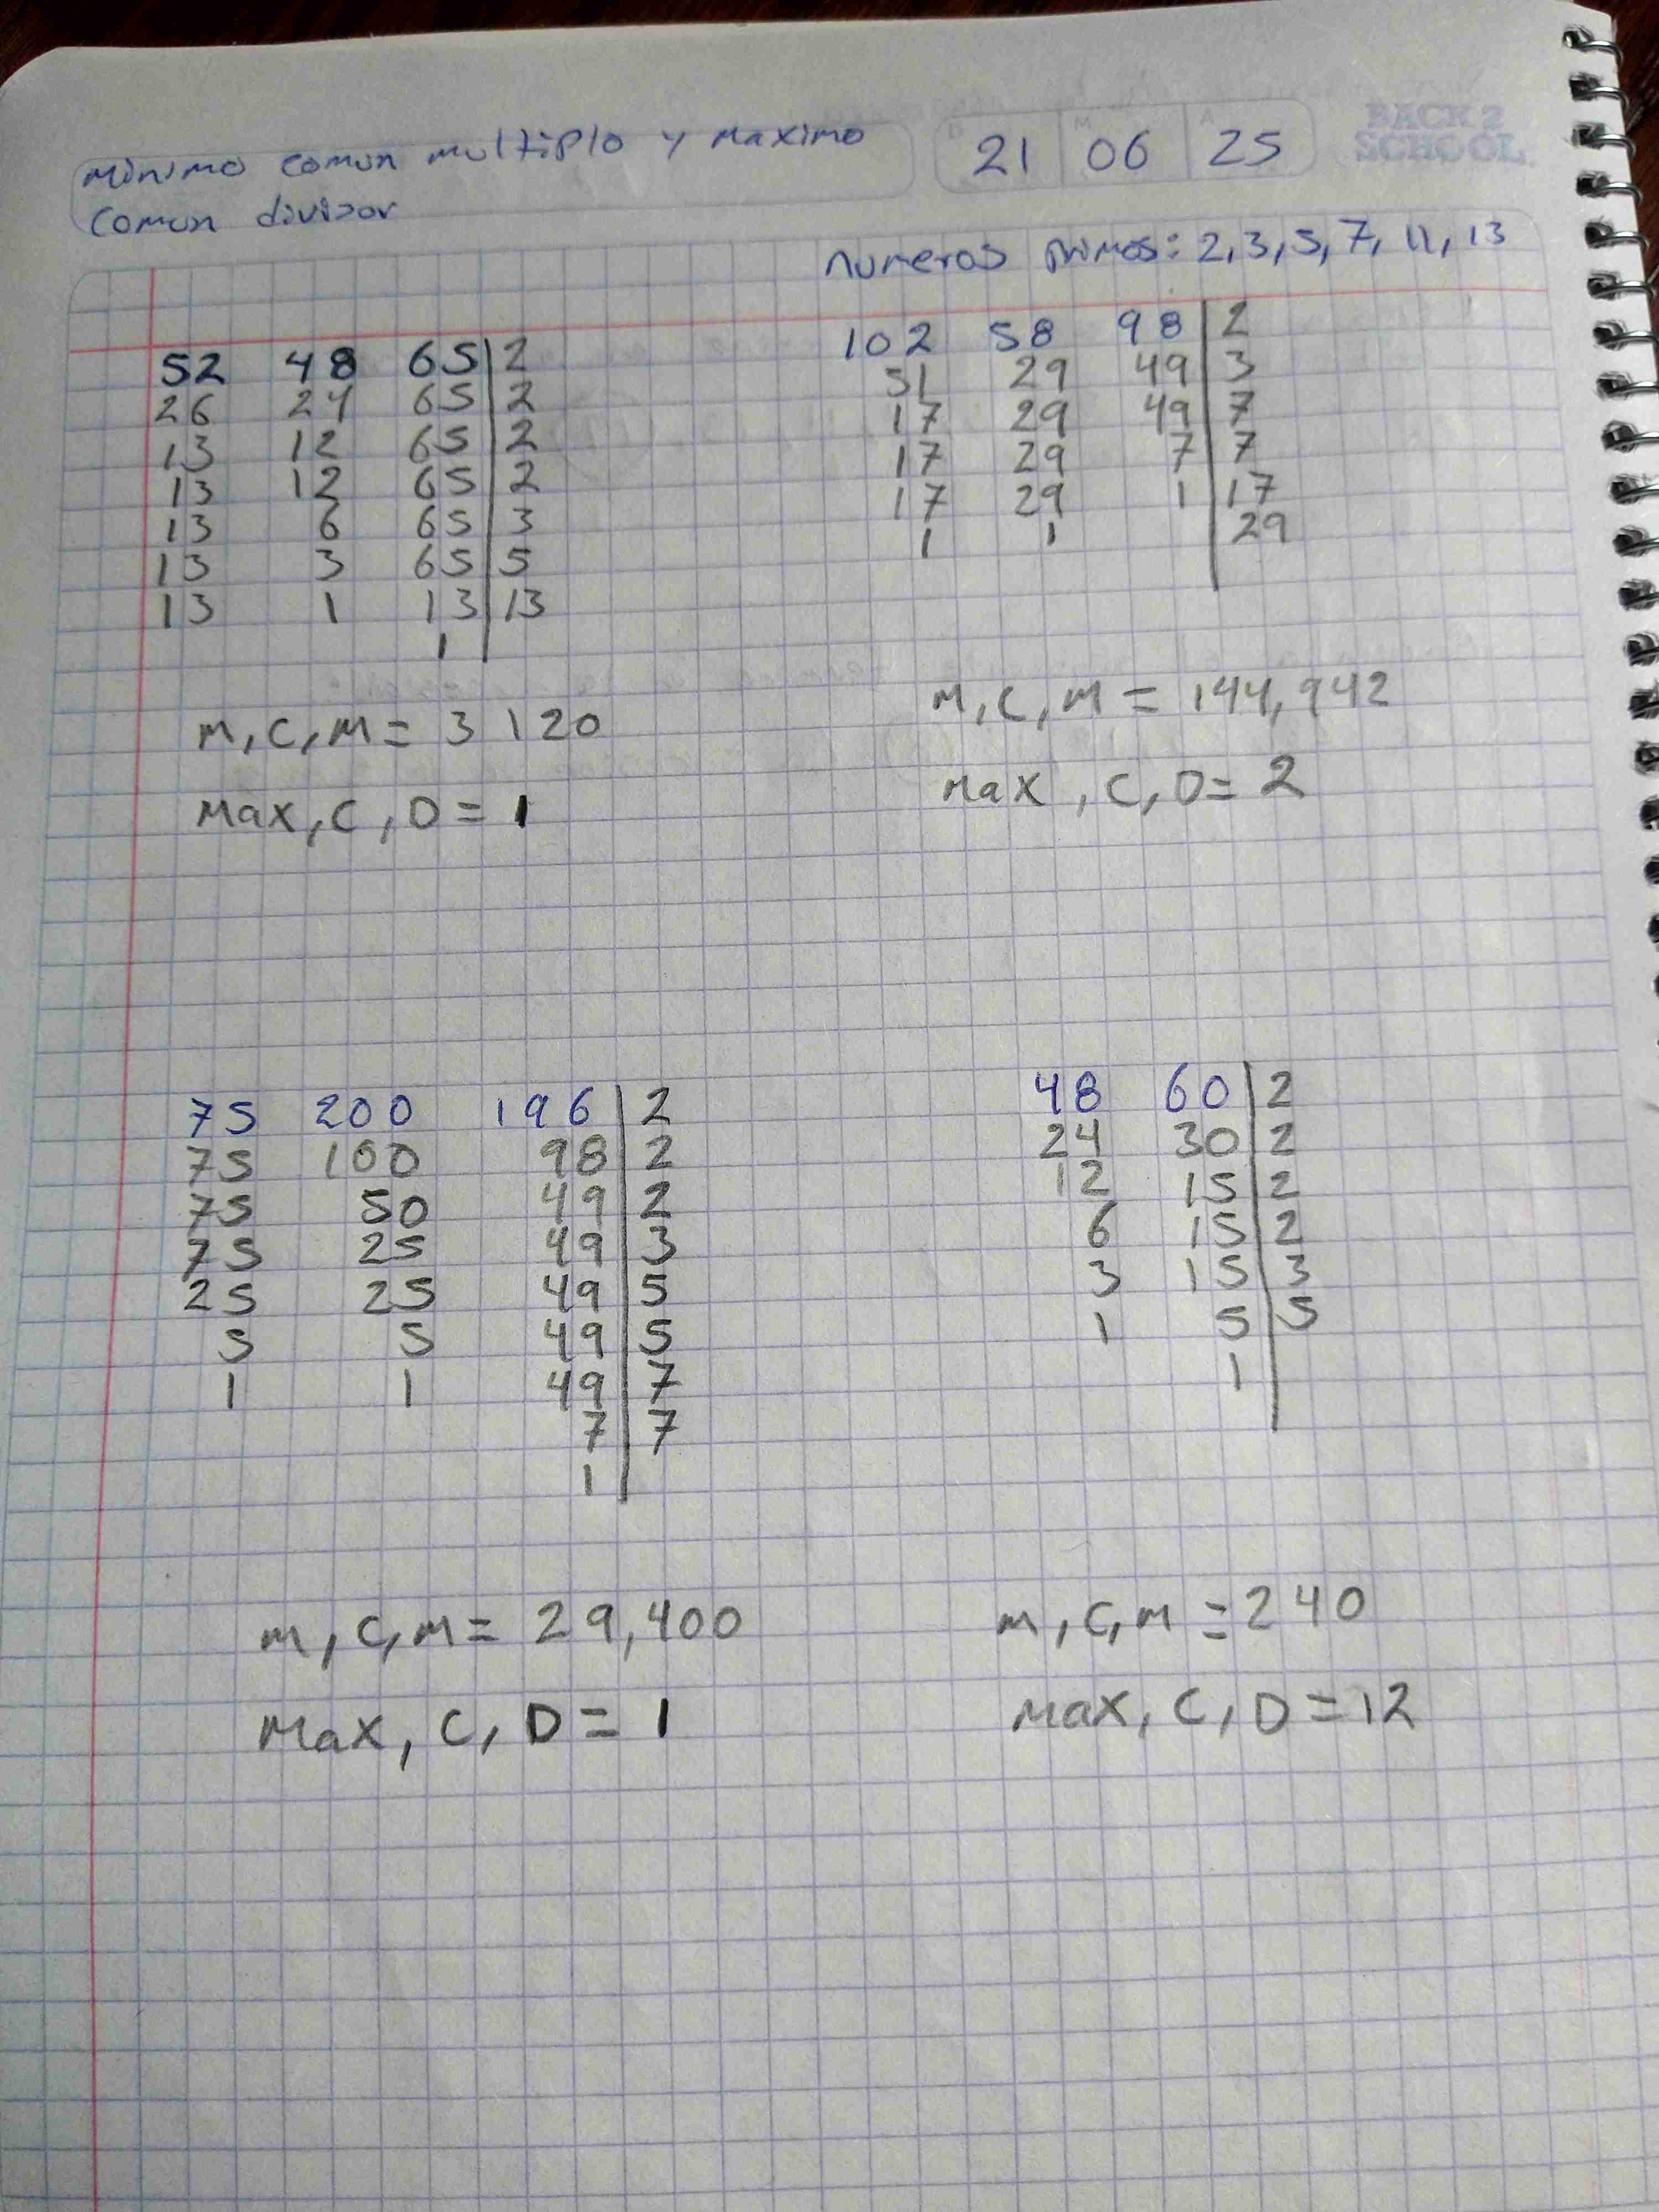 BACK 2
SCHOOL
minimo comun multiplo y maximo
comun divisor
D M A
21 06 25
numeros primos: 2,3,5,7,11,13
52 48 65 2
26 24 65 2
13 12 65 2
13 12 65 2
13 6 65 3
13 3 65 5
13 1 13 13
1
M,C,M = 3 120
Max,C,D = 1
102 58 98 2
51 29 49 3
17 29 49 7
17 29 7 7
17 29 1 17
1 1 29
M,C,M = 144,942
Max,C,D = 2
75 200 196 2
75 100 98 2
75 50 49 2
75 25 49 3
25 25 49 5
5 5 49 5
1 1 49 7
7 7
1
M,C,M = 29,400
Max,C,D = 1
48 60 2
24 30 2
12 15 2
6 15 2
3 15 3
1 5 5
1
M,C,M = 240
Max,C,D = 12